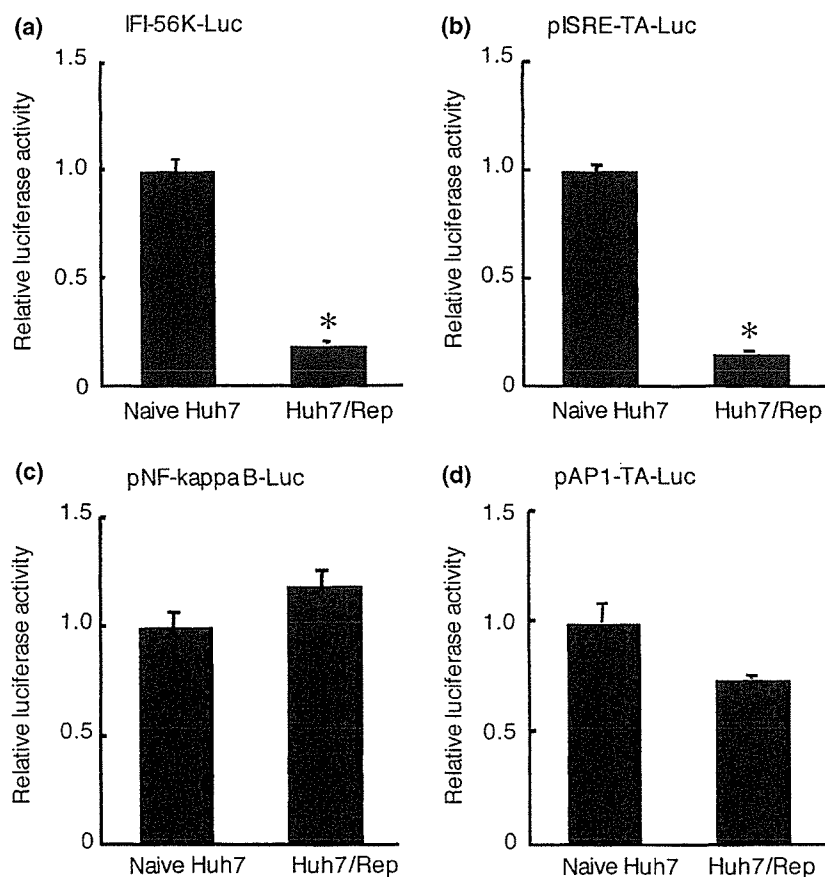 (a) IFI-56K-Luc
Relative luciferase activity
1.5
1.0
0.5
0
*
Naive Huh7 Huh7/Rep
(b) pISRE-TA-Luc
Relative luciferase activity
1.5
1.0
0.5
0
*
Naive Huh7 Huh7/Rep
(c) pNF-kappaB-Luc
Relative luciferase activity
1.5
1.0
0.5
0
Naive Huh7 Huh7/Rep
(d) pAP1-TA-Luc
Relative luciferase activity
1.5
1.0
0.5
0
Naive Huh7 Huh7/Rep